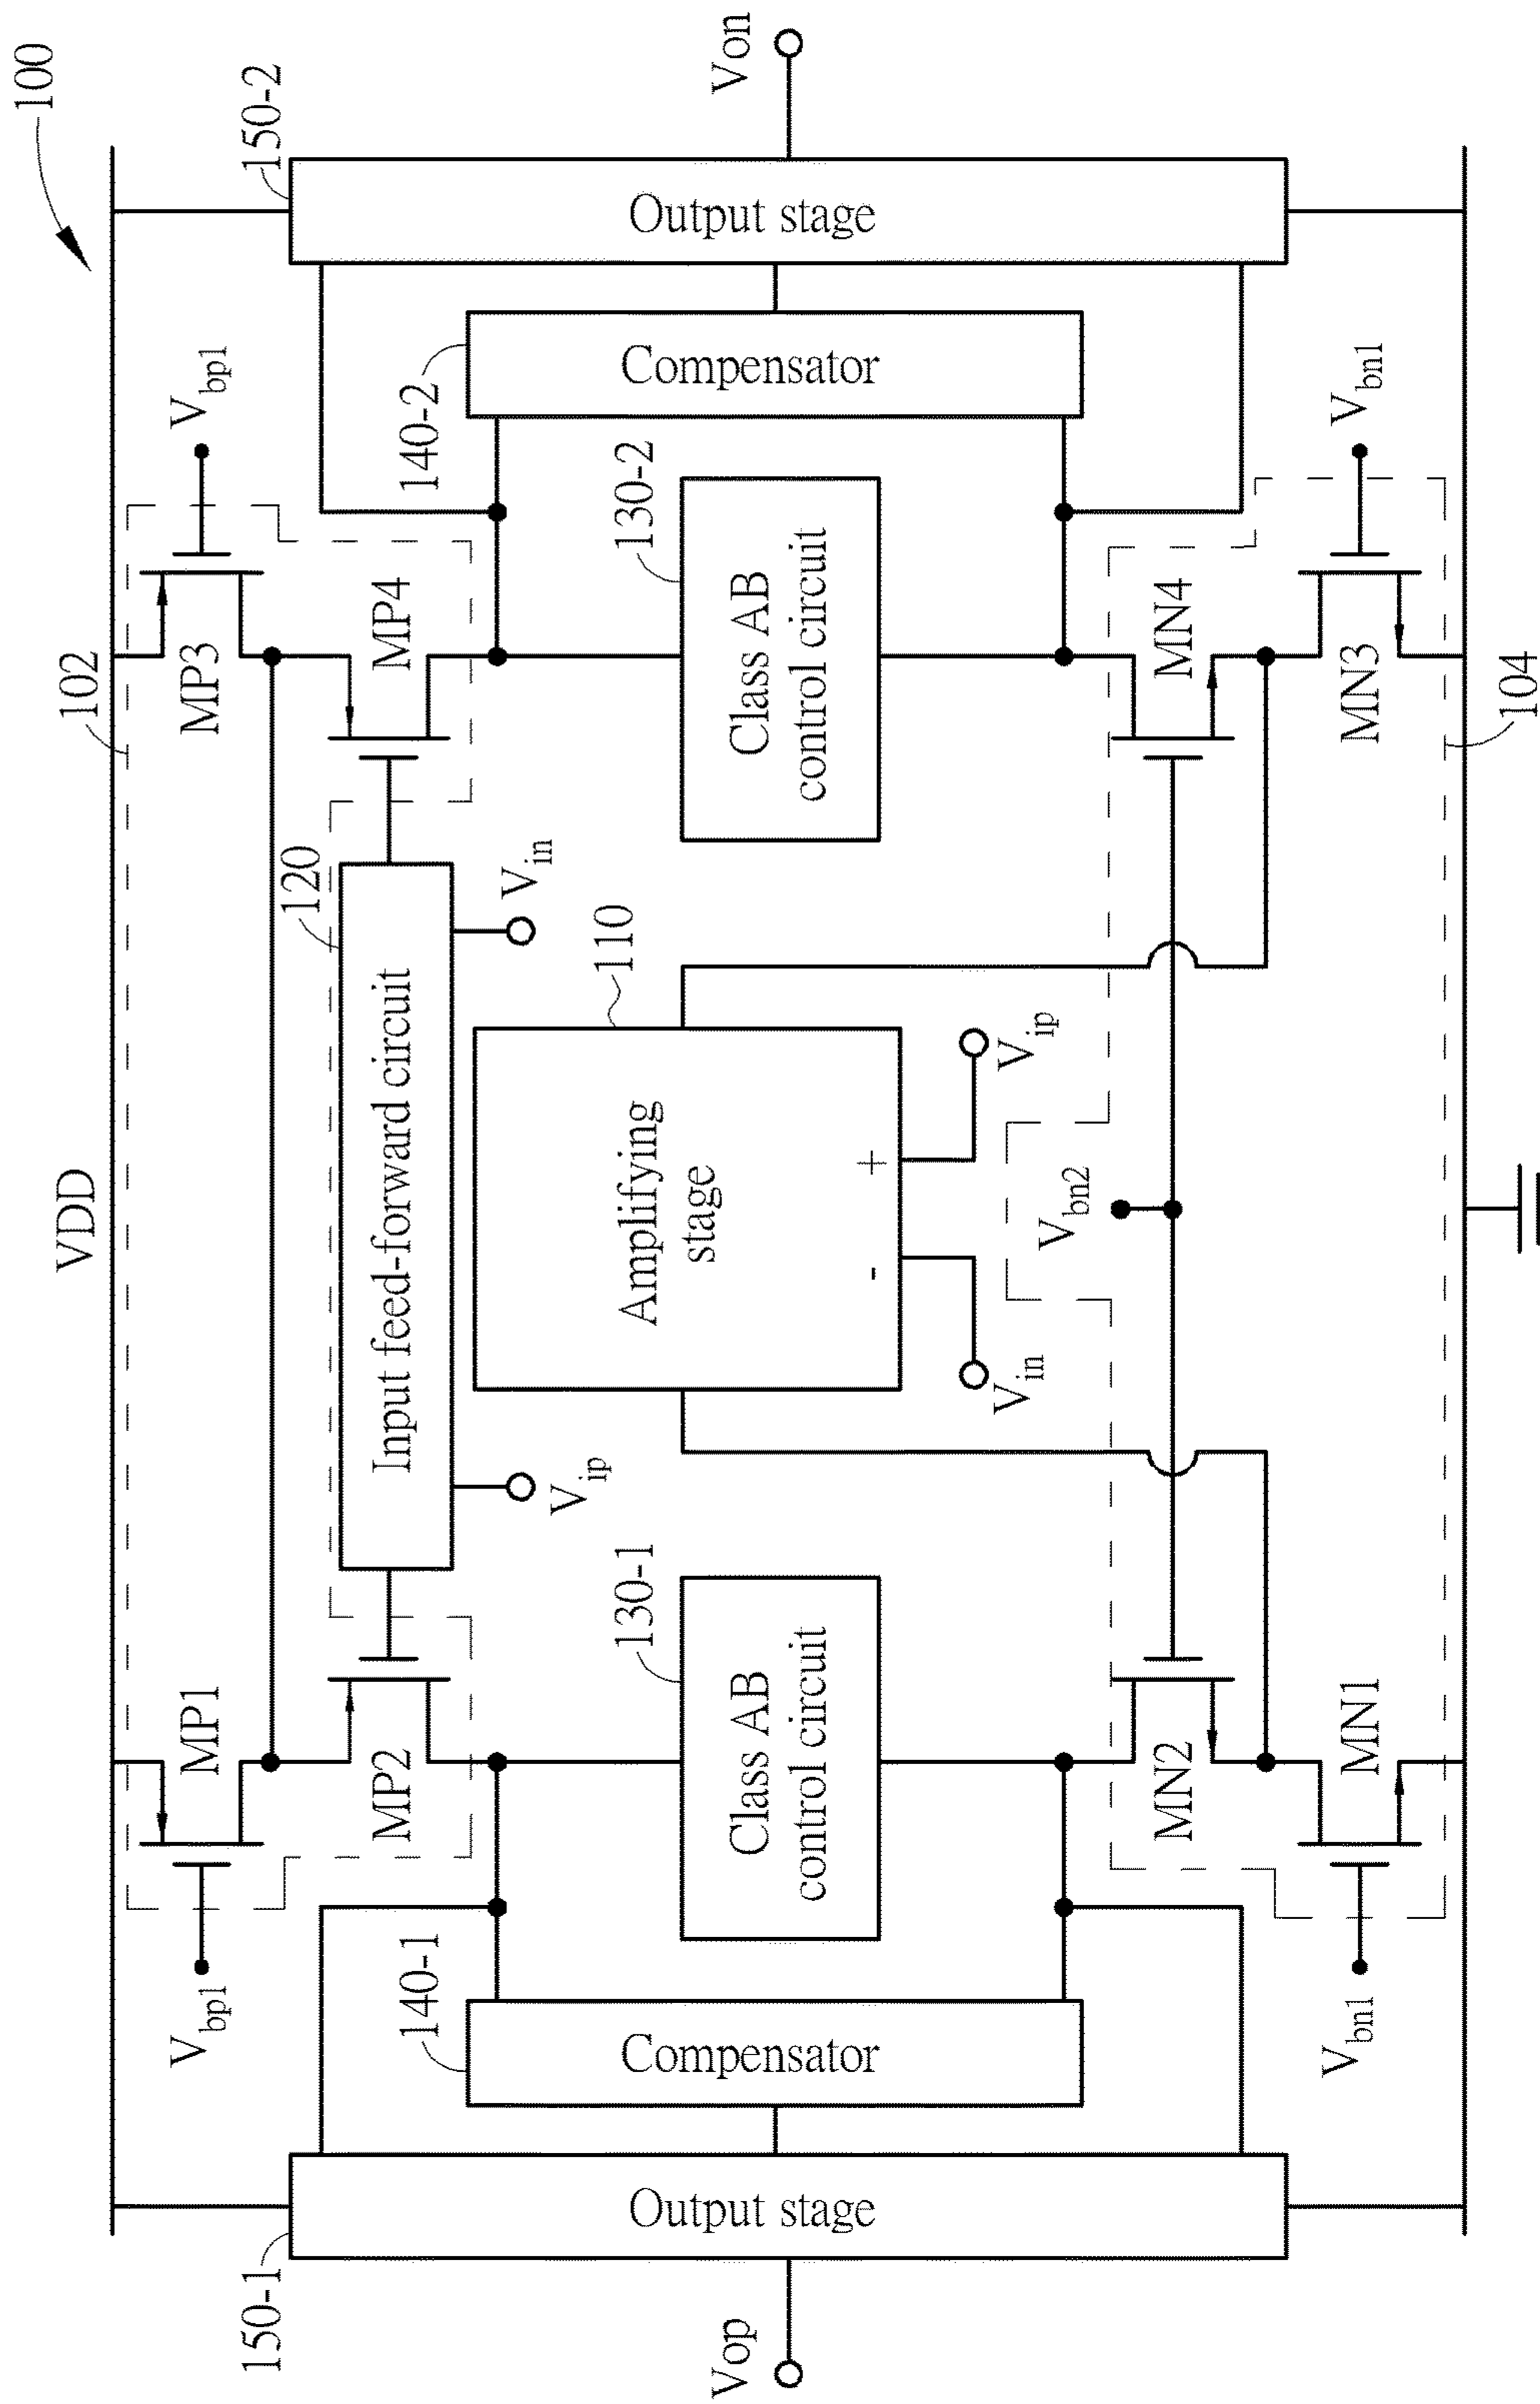 100
VDD
102
Vbp1
MP1
MP3
Vbp1
150-1
140-1
MP2
120
Input feed-forward circuit
MP4
140-2
150-2
Vip
Vin
130-1
110
130-2
Vop
Output stage
Compensator
Class AB
control circuit
Amplifying
stage
-
+
Class AB
control circuit
Compensator
Output stage
Von
Vin
Vip
Vbn2
MN2
MN4
Vbn1
MN1
MN3
Vbn1
104